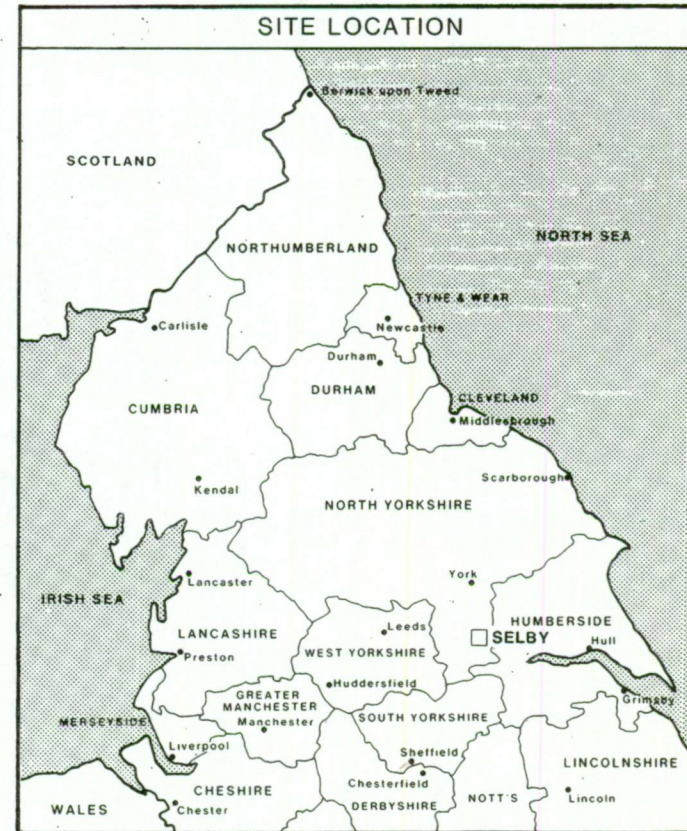 SITE LOCATION
Berwick upon Tweed
SCOTLAND
NORTHUMBERLAND
NORTH SEA
TYNE & WEAR
Carlisle
Newcastle
Durham
DURHAM
CLEVELAND
CUMBRIA
Middlesbrough
Kendal
Scarborough
NORTH YORKSHIRE
Lancaster
York
IRISH SEA
HUMBERSIDE
LANCASHIRE
Leeds
SELBY
Hull
Preston
WEST YORKSHIRE
Huddersfield
GREATER
MANCHESTER
Grimsby
MERSEYSIDE
Manchester
SOUTH YORKSHIRE
Liverpool
Sheffield
LINCOLNSHIRE
CHESHIRE
Chesterfield
WALES
Chester
DERBYSHIRE
NOTT'S
Lincoln